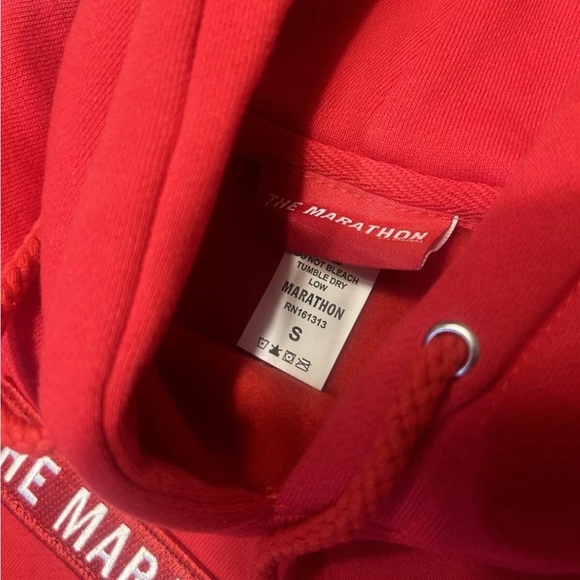 THE MARATHON
DO NOT BLEACH
TUMBLE DRY
LOW
MARATHON
RN161313
S
HE MAR